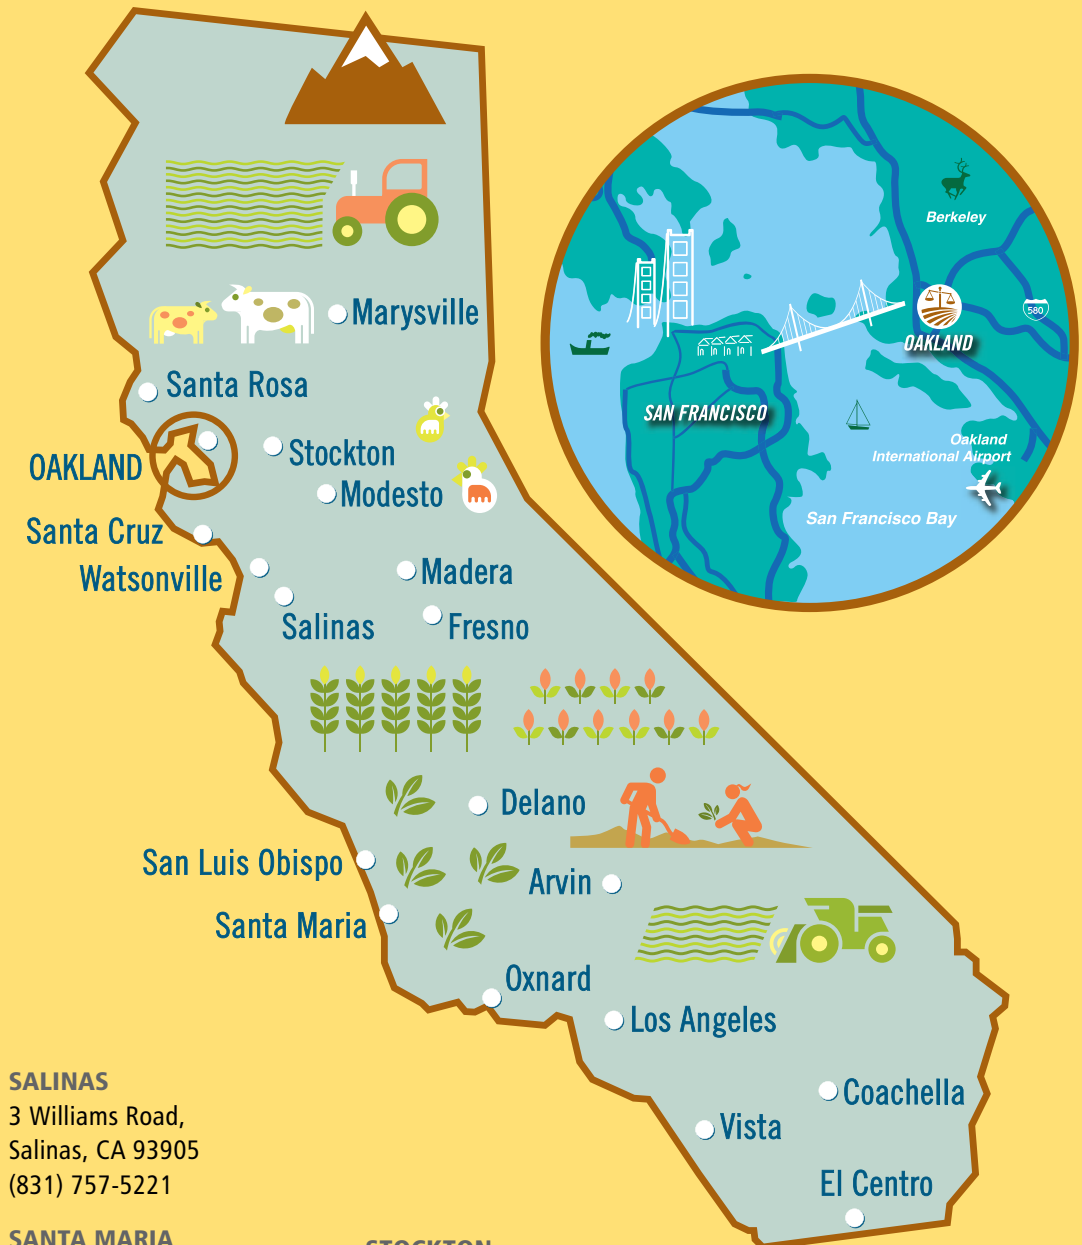 Marysville
Santa Rosa
OAKLAND
Stockton
Modesto
Santa Cruz
Watsonville
Madera
Salinas
Fresno
Delano
San Luis Obispo
Arvin
Santa Maria
Oxnard
Los Angeles
Coachella
Vista
El Centro
Berkeley
580
OAKLAND
SAN FRANCISCO
Oakland
International Airport
San Francisco Bay
SALINAS
3 Williams Road,
Salinas, CA 93905
(831) 757-5221
SANTA MARIA
STOCKTON